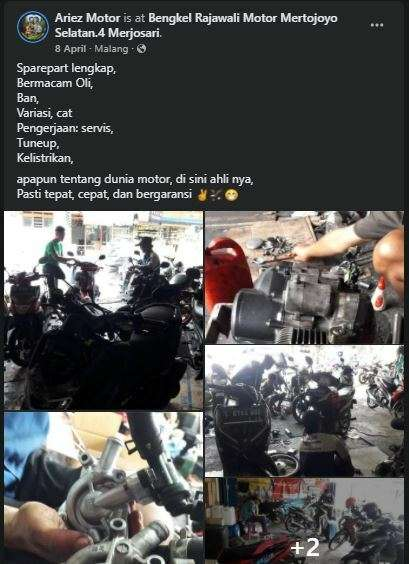 Ariez Motor is at Bengkel Rajawali Motor Mertojoyo
Selatan.4 Merjosari.
8 April · Malang ·
Sparepart lengkap,
Bermacam Oli,
Ban,
Variasi, cat
Pengerjaan: servis,
Tuneup,
Kelistrikan,
apapun tentang dunia motor, di sini ahli nya,
Pasti tepat, cepat, dan bergaransi ✌️🛠️😁
+2